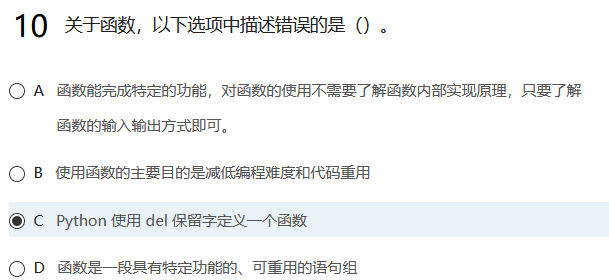 10 关于函数，以下选项中描述错误的是（）。
A 函数能完成特定的功能，对函数的使用不需要了解函数内部实现原理，只要了解
函数的输入输出方式即可。
B 使用函数的主要目的是减低编程难度和代码重用
C Python 使用 del 保留字定义一个函数
D 函数是一段具有特定功能的、可重用的语句组